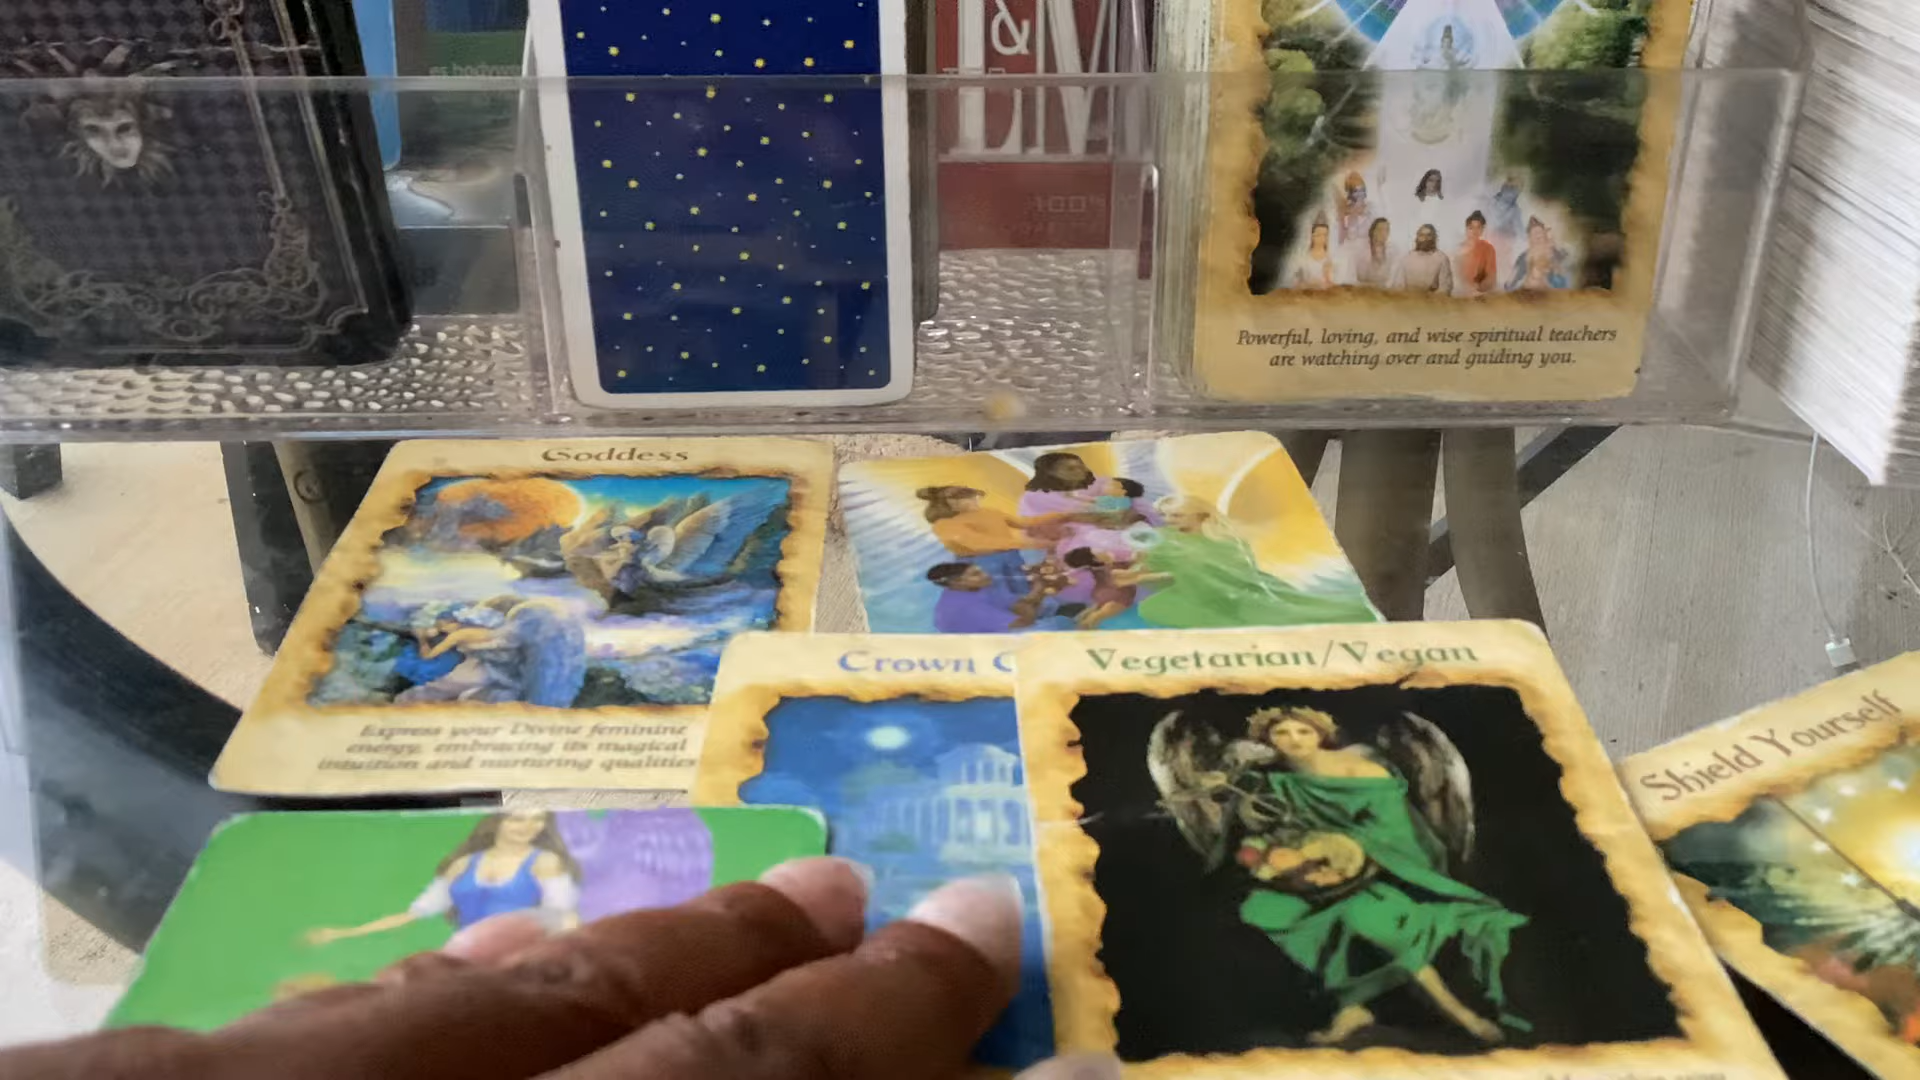 L&M
100%
Powerful, loving, and wise spiritual teachers
are watching over and guiding you.
Goddess
Express your Divine feminine
energy, embracing its magical
intuition and nurturing qualities
Crown C
Vegetarian/Vegan
Shield Yourself